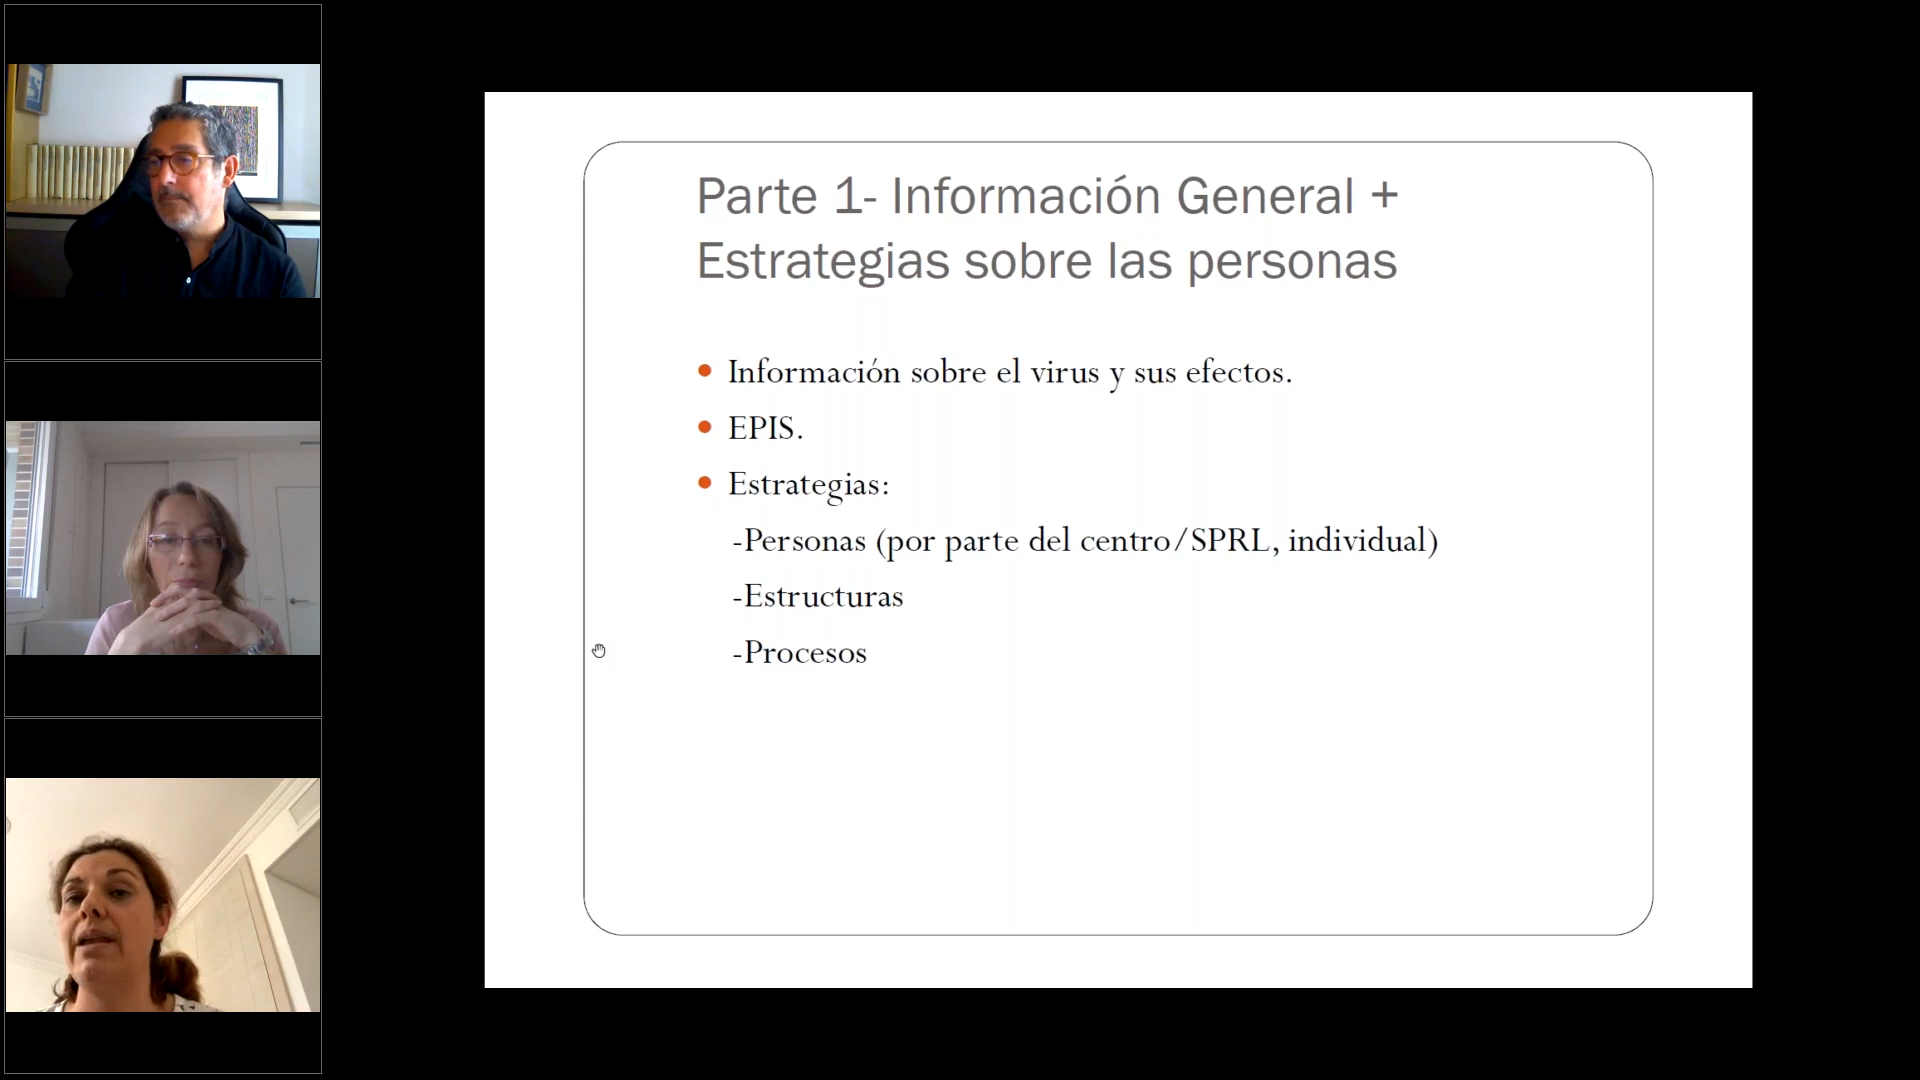 Parte 1- Información General +
Estrategias sobre las personas
Información sobre el virus y sus efectos.
EPIS.
Estrategias:
-Personas (por parte del centro/SPRL, individual)
-Estructuras
-Procesos